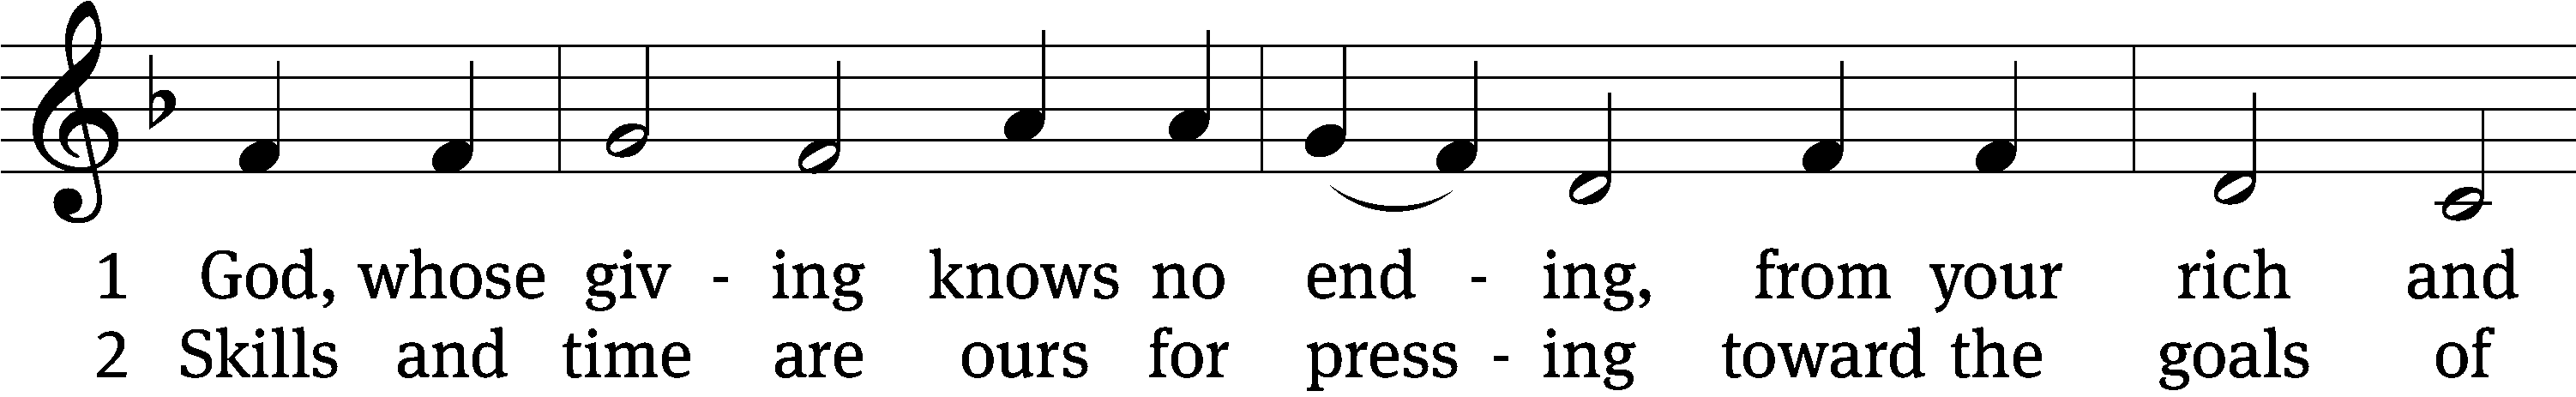 1 God, whose giv - ing knows no end - ing, from your rich and
2 Skills and time are ours for press - ing toward the goals of